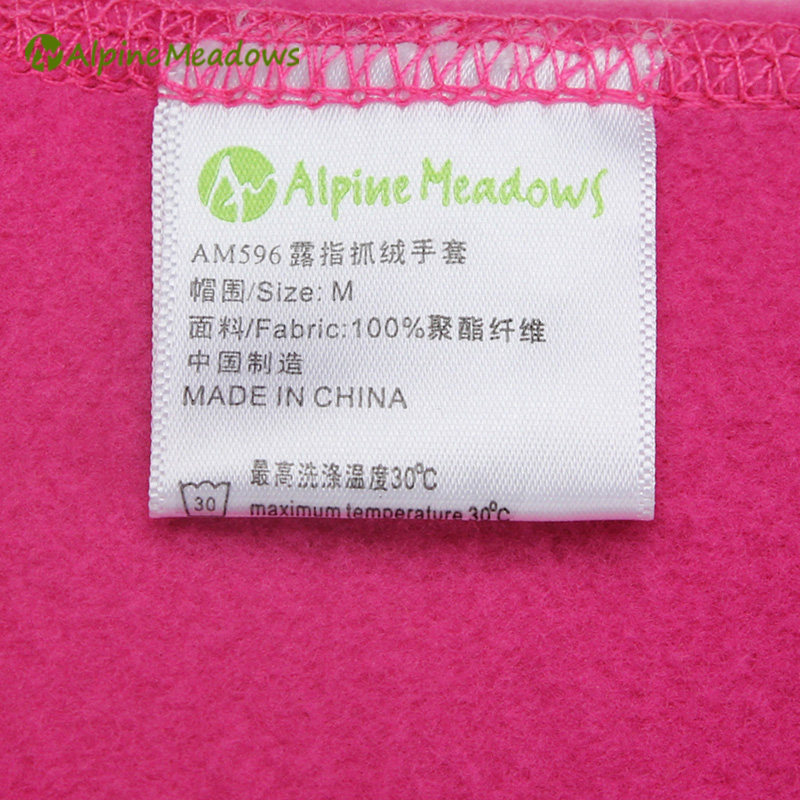 Alpine Meadows
Alpine Meadows
AM596 露指抓绒手套
帽围/Size: M
面料/Fabric:100%聚酯纤维
中国制造
MADE IN CHINA
最高洗涤温度30℃
30
maximum temperature 30℃